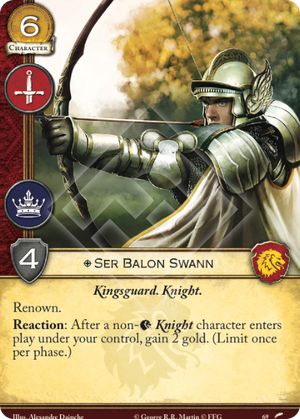 6
CHARACTER
4
SER BALON SWANN
Kingsguard. Knight.
Renown.
Reaction: After a non- Knight character enters
play under your control, gain 2 gold. (Limit once
per phase.)
Illus. Alexandre Dainche © George R.R. Martin © FFG 68